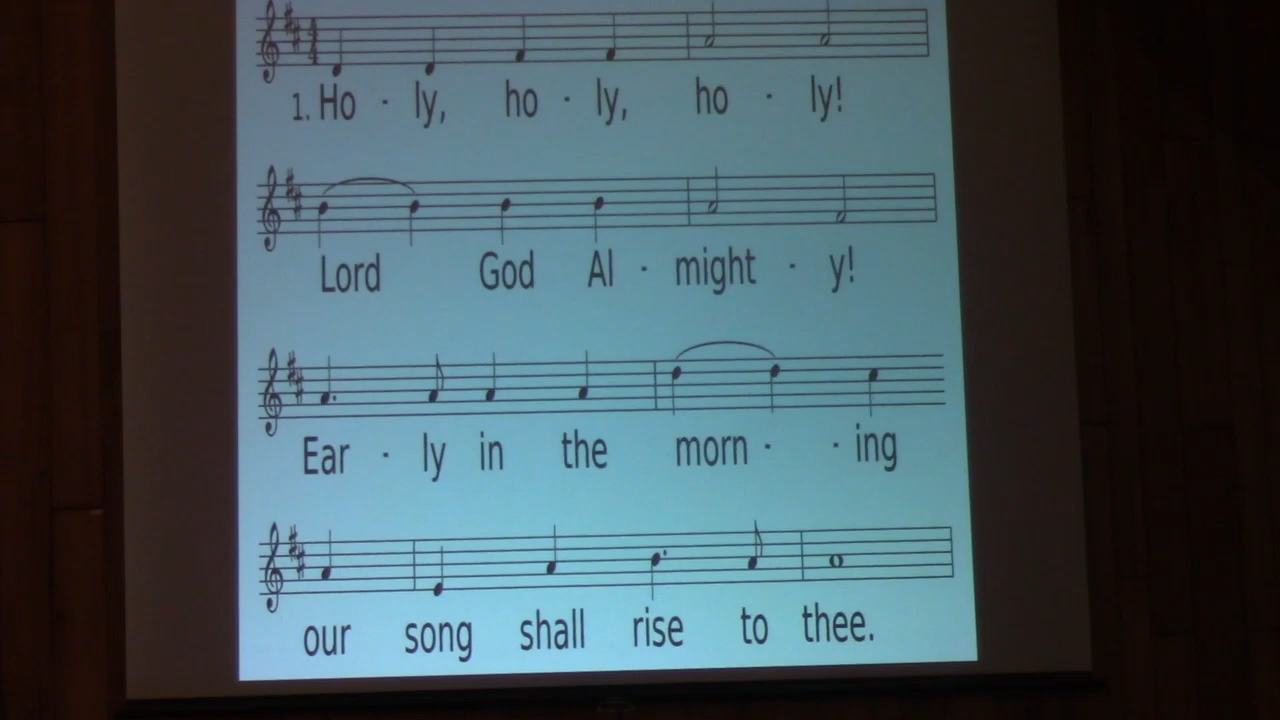 1. Ho - ly, ho - ly, ho - ly!
Lord God Al - might - y!
Ear - ly in the morn - - ing
our song shall rise to thee.